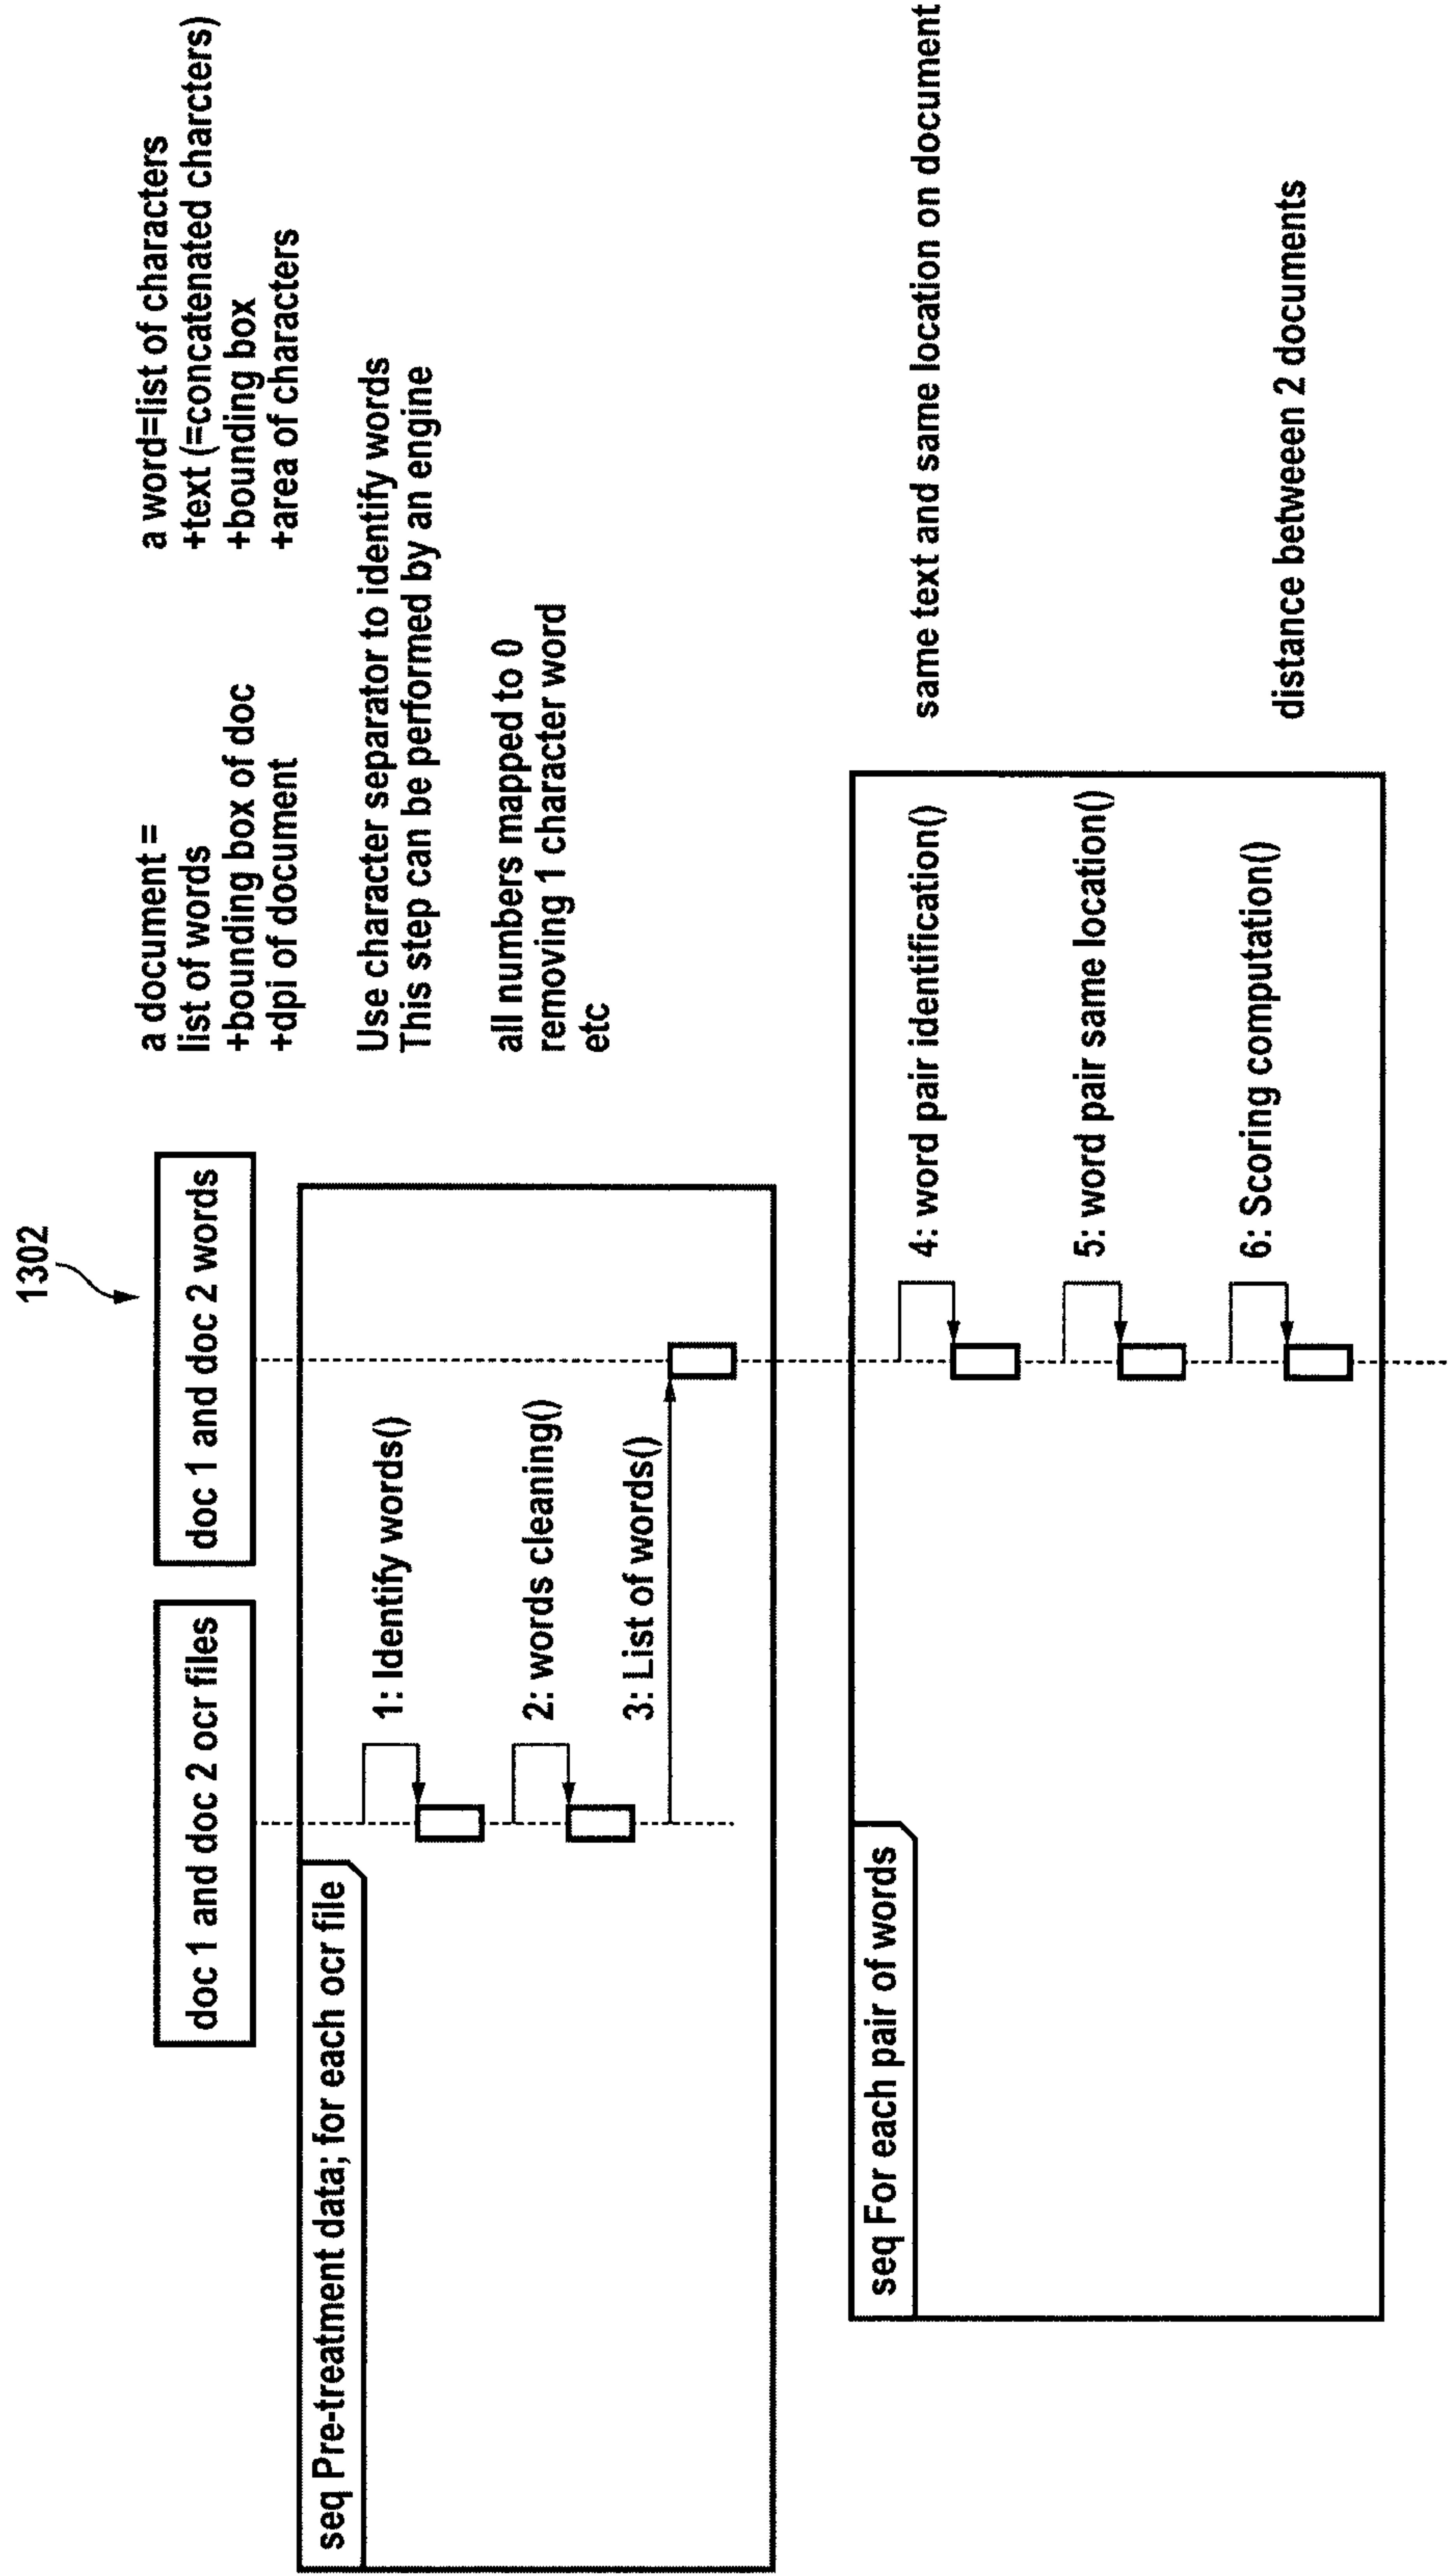 1302
doc 1 and doc 2 ocr files
doc 1 and doc 2 words
a document =
list of words
+bounding box of doc
+dpi of document
a word=list of characters
+text (=concatenated charcters)
+bounding box
+area of characters
seq Pre-treatment data; for each ocr file
1: Identify words()
Use character separator to identify words
This step can be performed by an engine
2: words cleaning()
all numbers mapped to 0
removing 1 character word
etc
3: List of words()
seq For each pair of words
4: word pair identification()
same text and same location on document
5: word pair same location()
6: Scoring computation()
distance between 2 documents